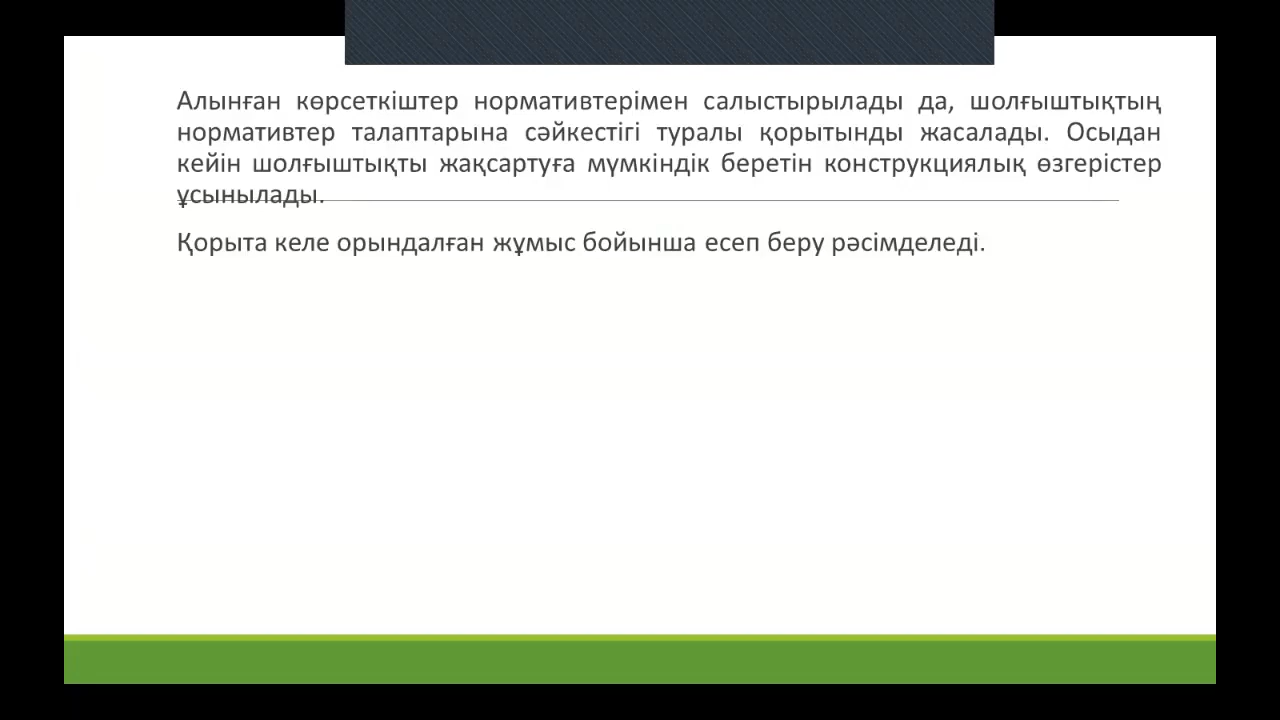 Алынған көрсеткіштер нормативтерімен салыстырылады да, шолғыштықтың
нормативтер талаптарына сәйкестігі туралы қорытынды жасалады. Осыдан
кейін шолғыштықты жақсартуға мүмкіндік беретін конструкциялық өзгерістер
ұсынылады.
Қорыта келе орындалған жұмыс бойынша есеп беру рәсімделеді.